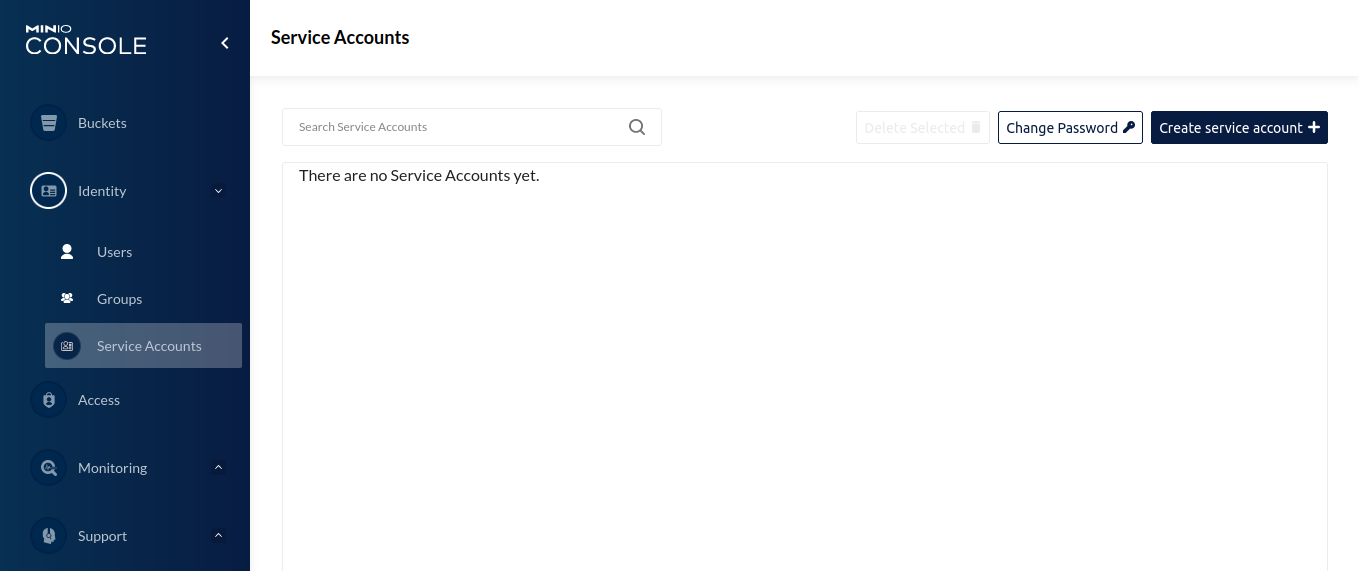 MINIO
CONSOLE
Buckets
Identity
Users
Groups
Service Accounts
Access
Monitoring
Support
Service Accounts
Search Service Accounts
Delete Selected
Change Password
Create service account
There are no Service Accounts yet.